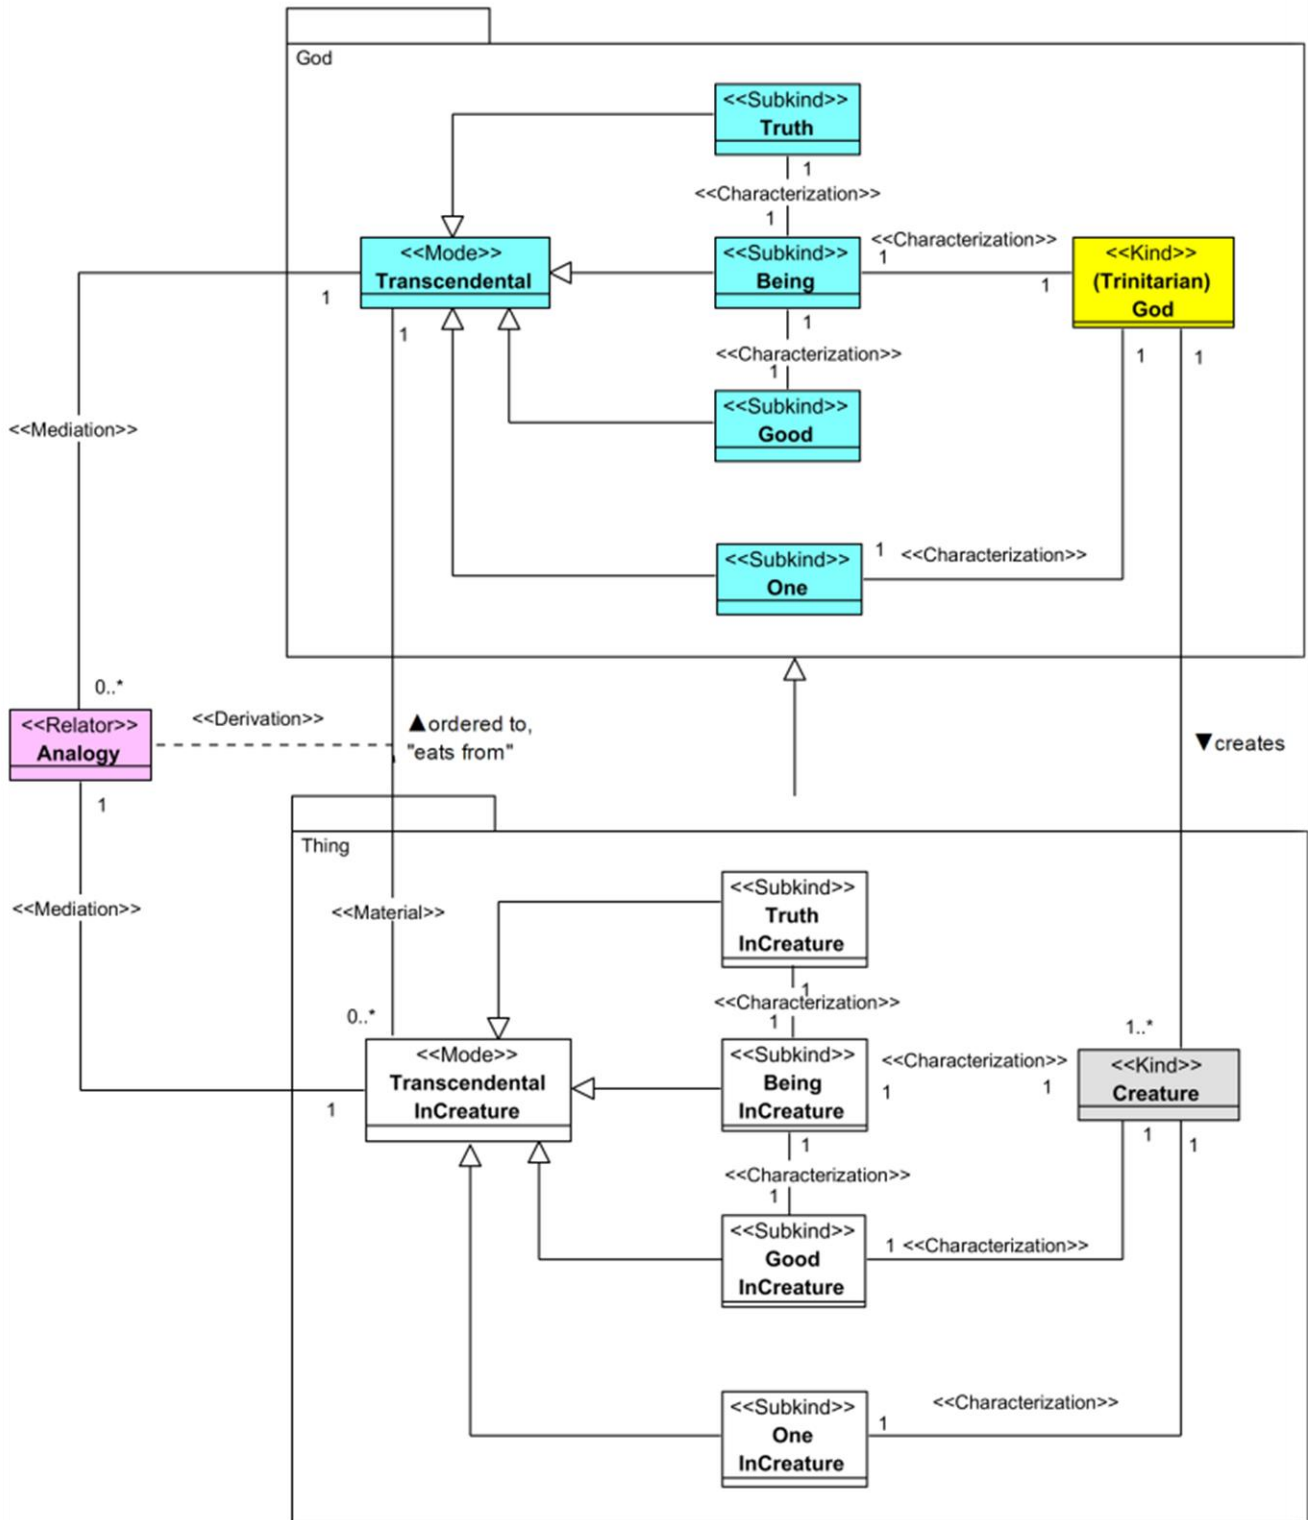 God
<<Subkind>>
Truth
1
<<Characterization>>
1
<<Mode>>
Transcendental
1
1
<<Subkind>>
Being
<<Characterization>>
1
1
<<Kind>>
(Trinitarian)
God
1
<<Characterization>>
1
1
1
<<Subkind>>
Good
<<Mediation>>
<<Subkind>>
One
1
<<Characterization>>
0..*
<<Relator>>
Analogy
<<Derivation>>
▲ordered to,
"eats from"
▼creates
1
Thing
<<Mediation>>
<<Material>>
<<Subkind>>
Truth
InCreature
1
<<Characterization>>
1
0..*
1..*
<<Mode>>
Transcendental
InCreature
1
<<Subkind>>
Being
InCreature
<<Characterization>>
1
1
<<Kind>>
Creature
1
1
1
<<Characterization>>
1
<<Subkind>>
Good
InCreature
1 <<Characterization>>
<<Subkind>>
One
InCreature
1
<<Characterization>>